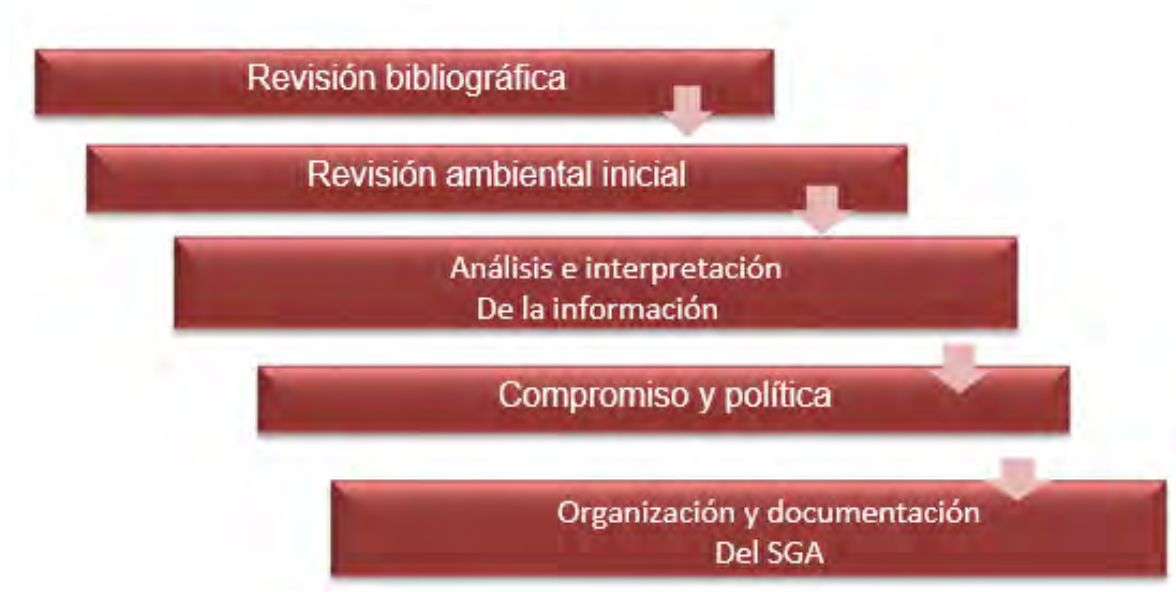 Revisión bibliográfica
Revisión ambiental inicial
Análisis e interpretación
De la información
Compromiso y política
Organización y documentación
Del SGA